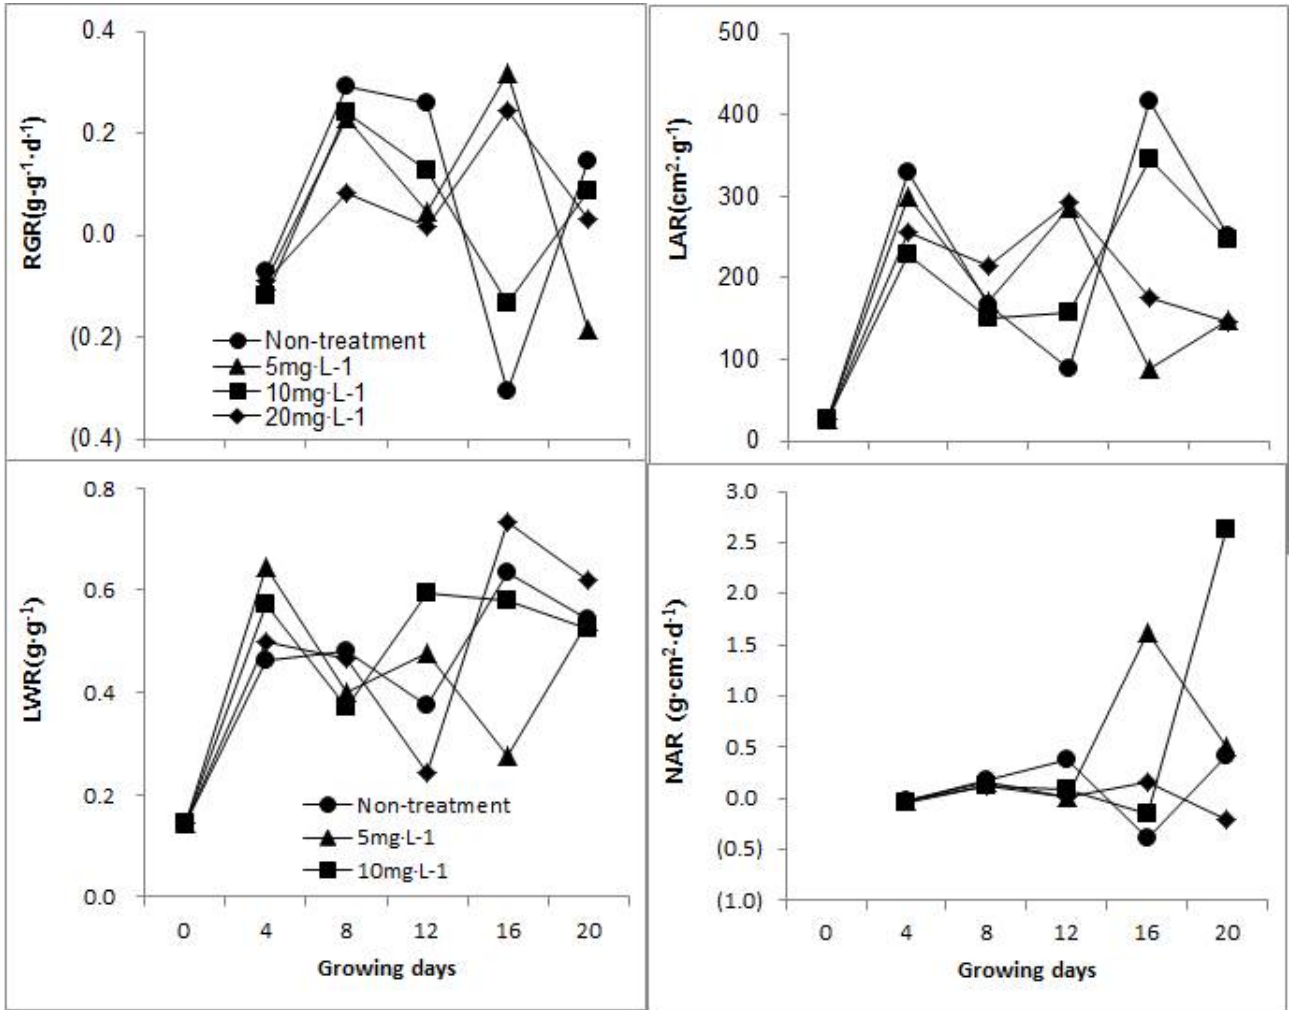 0.4
0.2
0.0
(0.2)
(0.4)
RGR(g·g⁻¹·d⁻¹)
Non-treatment
5mg·L-1
10mg·L-1
20mg·L-1
500
400
300
200
100
0
LAR(cm²·g⁻¹)
0.8
0.6
0.4
0.2
0.0
LWR(g·g⁻¹)
Non-treatment
5mg·L-1
10mg·L-1
0 4 8 12 16 20
Growing days
3.0
2.5
2.0
1.5
1.0
0.5
0.0
(0.5)
(1.0)
NAR (g·cm²·d⁻¹)
0 4 8 12 16 20
Growing days